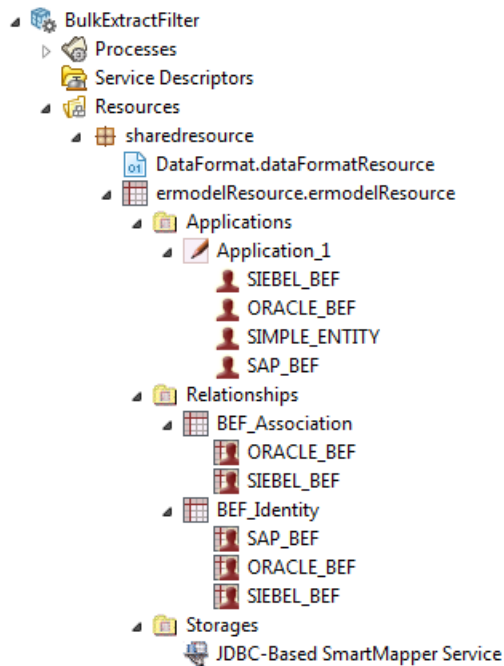 BulkExtractFilter
Processes
Service Descriptors
Resources
sharedresource
01 DataFormat.dataFormatResource
ermodelResource.ermodelResource
Applications
Application_1
SIEBEL_BEF
ORACLE_BEF
SIMPLE_ENTITY
SAP_BEF
Relationships
BEF_Association
ORACLE_BEF
SIEBEL_BEF
BEF_Identity
SAP_BEF
ORACLE_BEF
SIEBEL_BEF
Storages
JDBC-Based SmartMapper Service